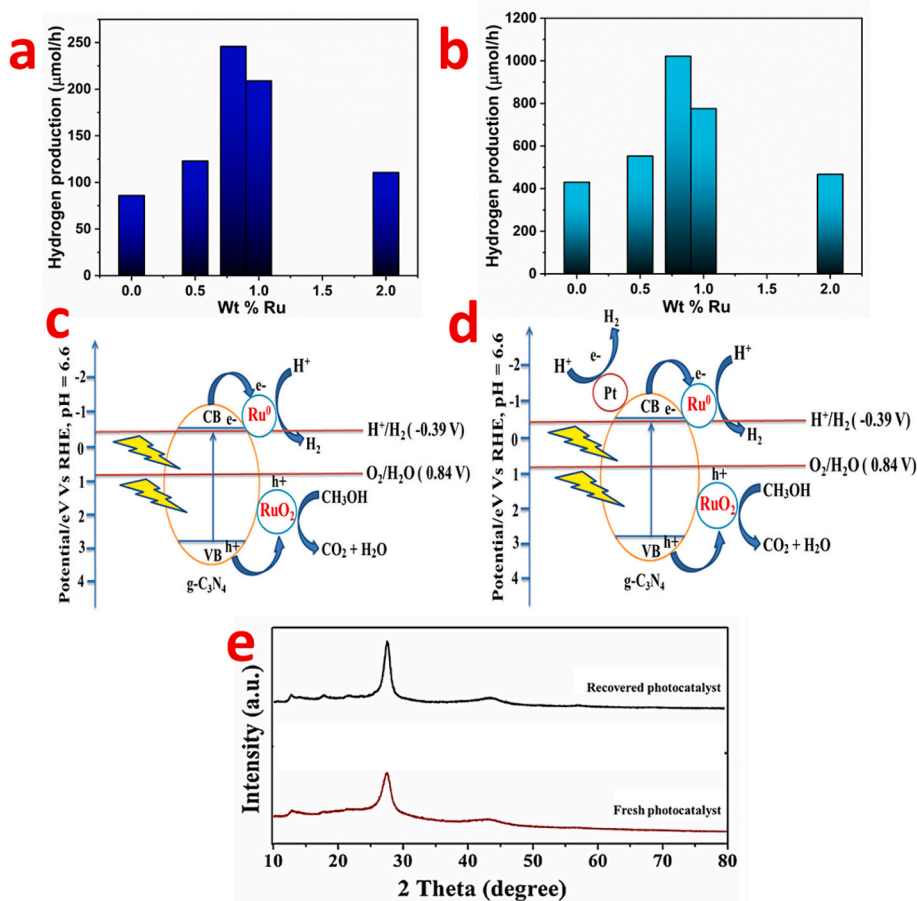 a
Hydrogen production (μmol/h)
250
200
150
100
50
0
0.0 0.5 1.0 1.5 2.0
Wt % Ru
b
Hydrogen production (μmol/h)
1200
1000
800
600
400
200
0
0.0 0.5 1.0 1.5 2.0
Wt % Ru
c
Potential/eV Vs RHE, pH = 6.6
-2
-1
0
1
2
3
4
CB e-
e-
Ru⁰
H⁺
H₂
H⁺/H₂ ( -0.39 V)
O₂/H₂O ( 0.84 V)
h+
RuO₂
CH₃OH
CO₂ + H₂O
VB h+
g-C₃N₄
d
Potential/eV Vs RHE, pH = 6.6
-2
-1
0
1
2
3
4
H₂
H⁺
e-
Pt
CB e-
e-
Ru⁰
H⁺
H₂
H⁺/H₂ ( -0.39 V)
O₂/H₂O ( 0.84 V)
h+
RuO₂
CH₃OH
CO₂ + H₂O
VB h+
g-C₃N₄
e
Intensity (a.u.)
Recovered photocatalyst
Fresh photocatalyst
10 20 30 40 50 60 70 80
2 Theta (degree)